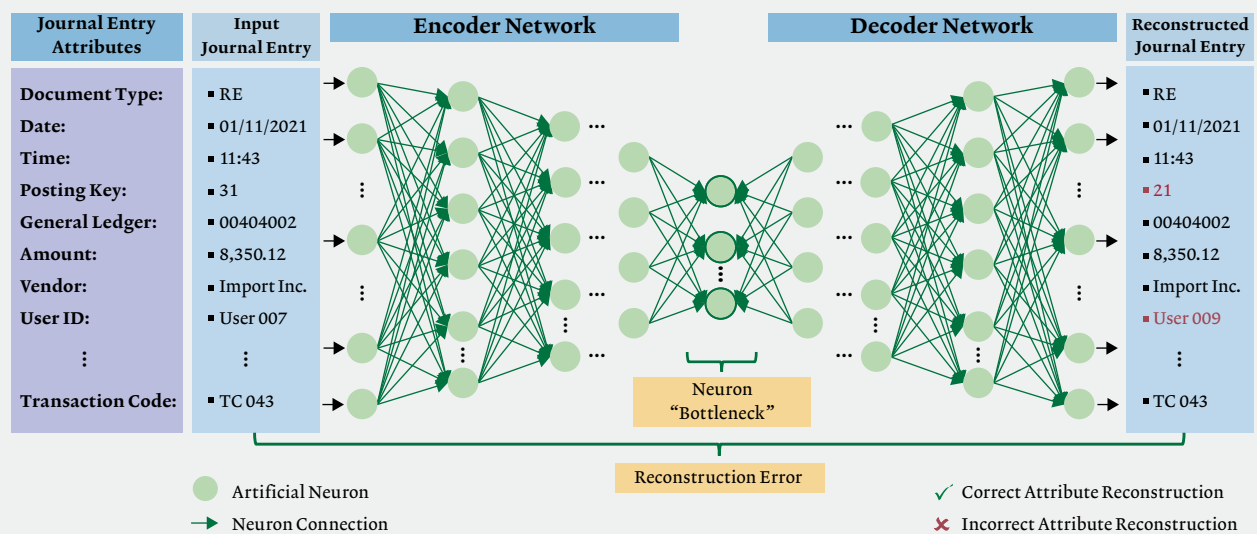 Journal Entry
Attributes
Input
Journal Entry
Encoder Network
Decoder Network
Reconstructed
Journal Entry
Document Type:
Date:
Time:
Posting Key:
General Ledger:
Amount:
Vendor:
User ID:
Transaction Code:
▪ RE
▪ 01/11/2021
▪ 11:43
▪ 31
▪ 00404002
▪ 8,350.12
▪ Import Inc.
▪ User 007
▪ TC 043
▪ RE
▪ 01/11/2021
▪ 11:43
▪ 21
▪ 00404002
▪ 8,350.12
▪ Import Inc.
▪ User 009
▪ TC 043
Neuron
“Bottleneck”
Reconstruction Error
Artificial Neuron
Neuron Connection
✓ Correct Attribute Reconstruction
✘ Incorrect Attribute Reconstruction